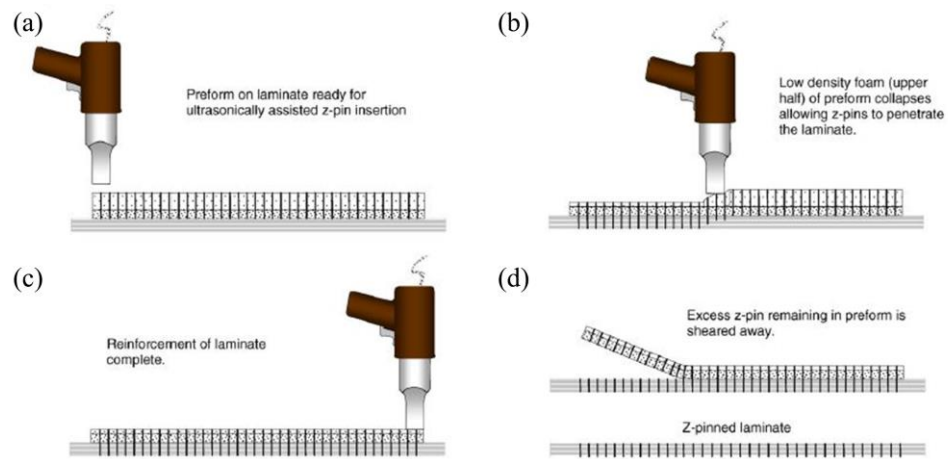 (a)
Preform on laminate ready for
ultrasonically assisted z-pin insertion
(b)
Low density foam (upper
half) of preform collapses
allowing z-pins to penetrate
the laminate.
(c)
Reinforcement of laminate
complete.
(d)
Excess z-pin remaining in preform is
sheared away.
Z-pinned laminate